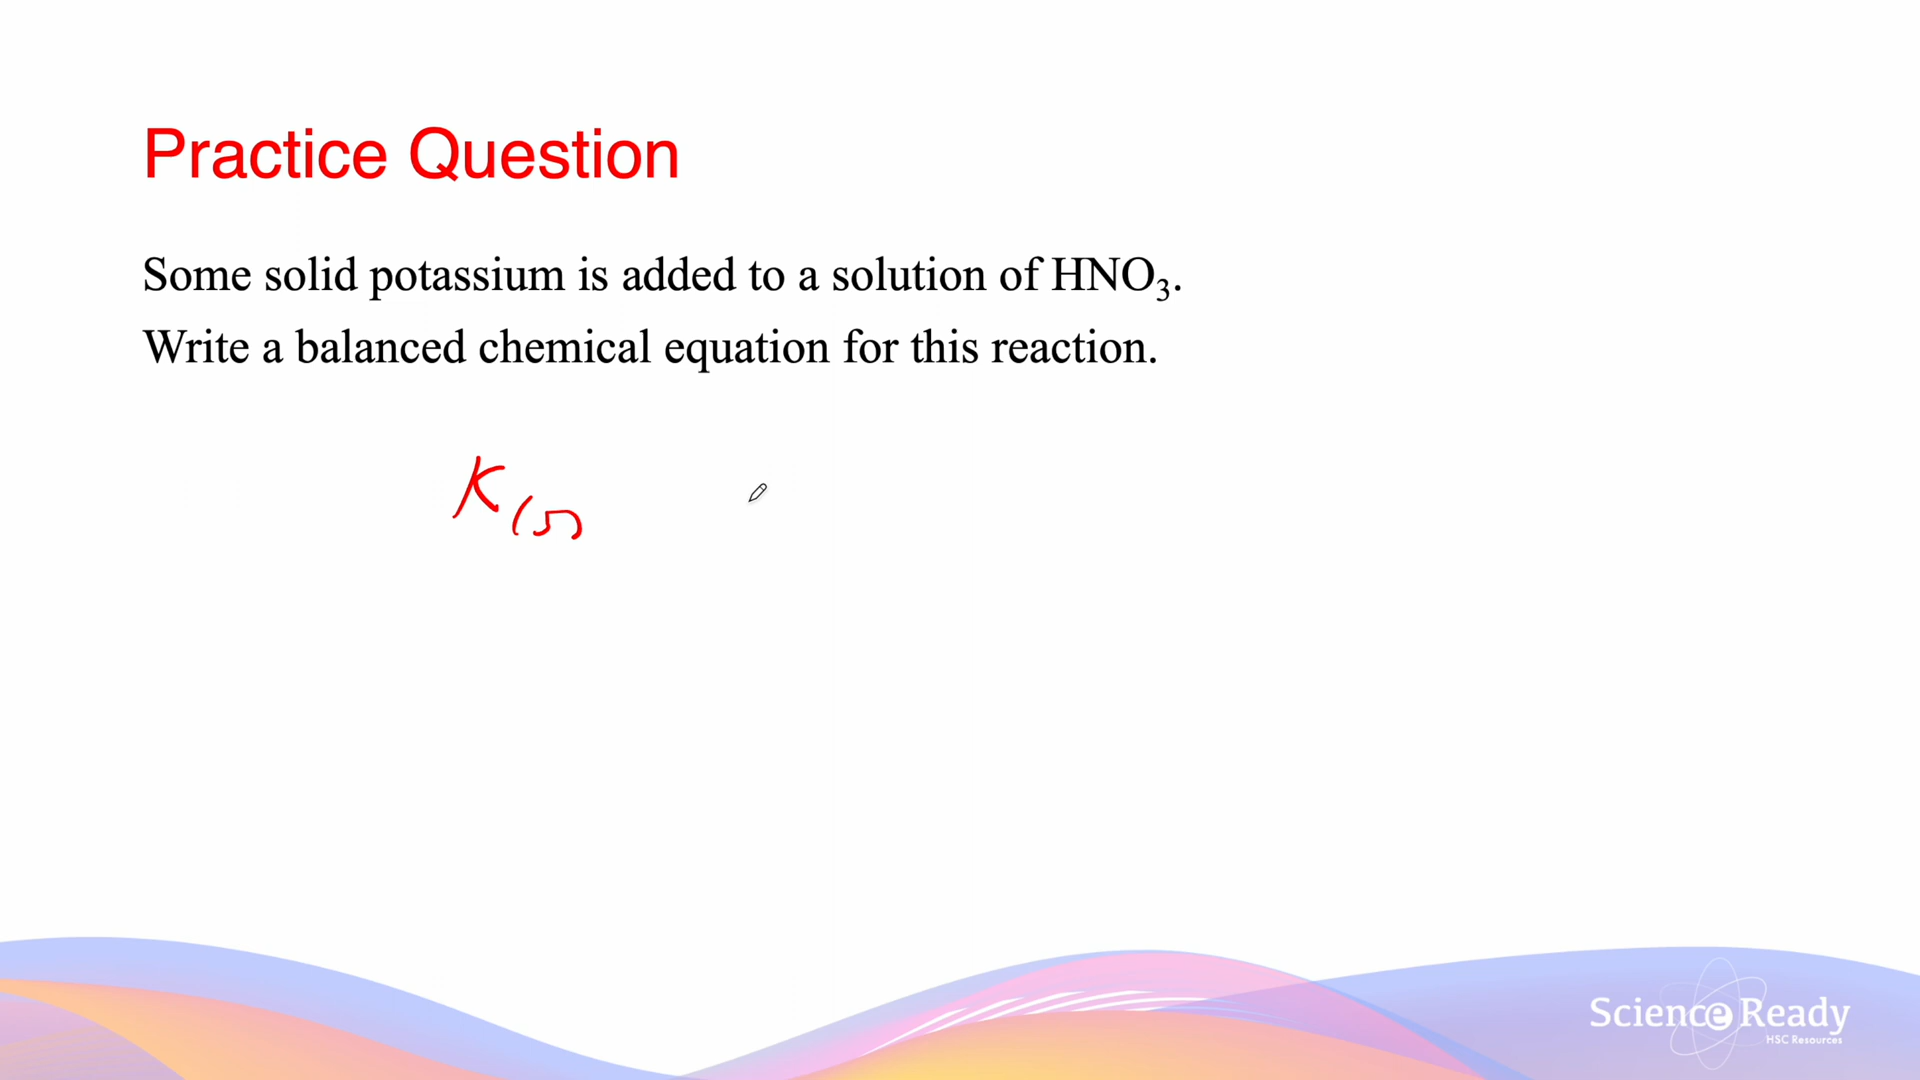 Practice Question
Some solid potassium is added to a solution of HNO₃.
Write a balanced chemical equation for this reaction.
K(s)
Science Ready
HSC Resources